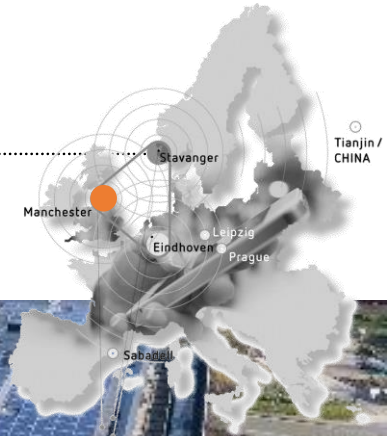 Stavanger
Tianjin /
CHINA
Manchester
Leipzig
Eindhoven
Prague
Sabadell